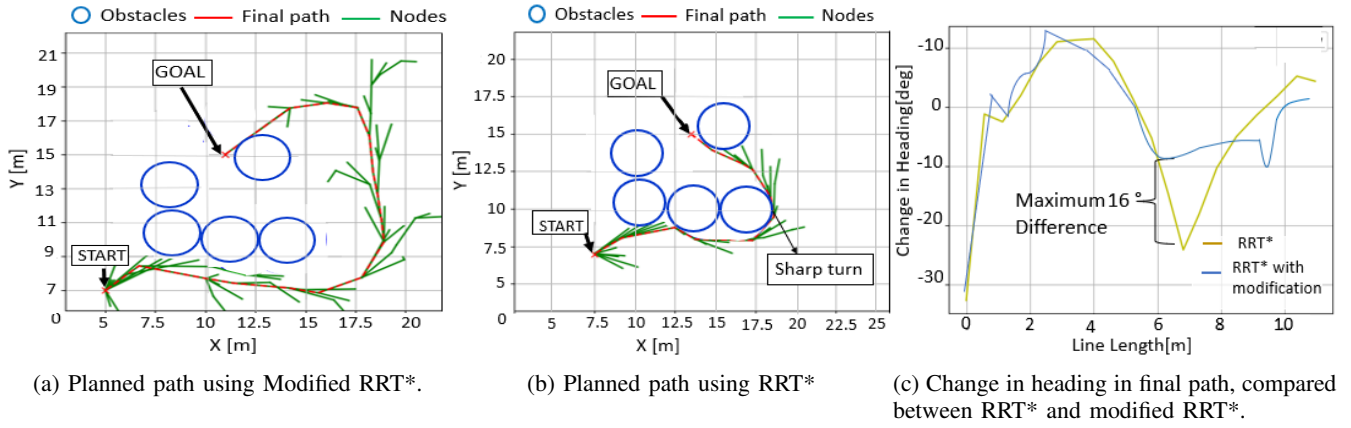 Obstacles Final path Nodes
21
19
17
15
13
11
9
7
0
Y [m]
GOAL
START
5 7.5 10 12.5 15 17.5 20
X [m]
(a) Planned path using Modified RRT*.
Obstacles Final path Nodes
20
17.5
15
12.5
10
7.5
5
0
Y [m]
GOAL
START
Sharp turn
5 5 7.5 10 12.5 15 17.5 20 22.5 25
X [m]
(b) Planned path using RRT*
-10
0
-10
-20
-30
Change in Heading[deg]
Maximum 16 °
Difference
RRT*
RRT* with
modification
0 2 4 6 8 10
Line Length[m]
(c) Change in heading in final path, compared
between RRT* and modified RRT*.